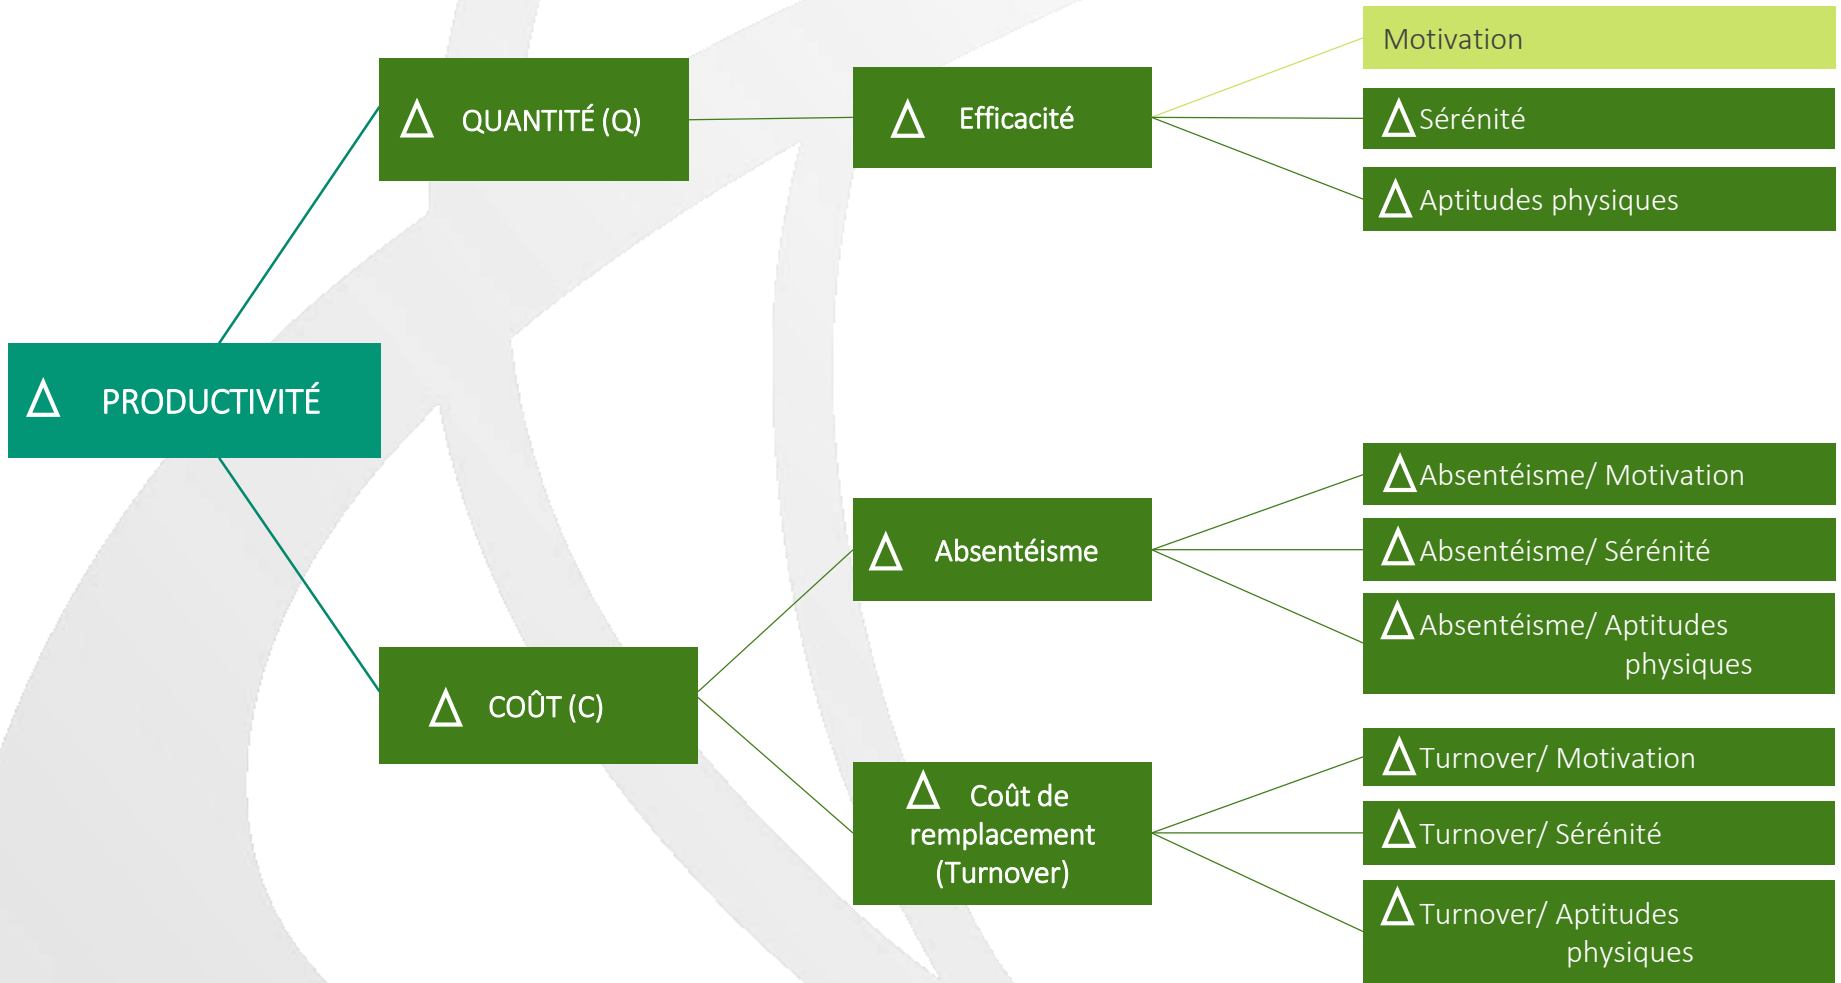 Δ PRODUCTIVITÉ
Δ QUANTITÉ (Q)
Δ Efficacité
Motivation
Δ Sérénité
Δ Aptitudes physiques
Δ COÛT (C)
Δ Absentéisme
Δ Absentéisme/ Motivation
Δ Absentéisme/ Sérénité
Δ Absentéisme/ Aptitudes
physiques
Δ Coût de
remplacement
(Turnover)
Δ Turnover/ Motivation
Δ Turnover/ Sérénité
Δ Turnover/ Aptitudes
physiques